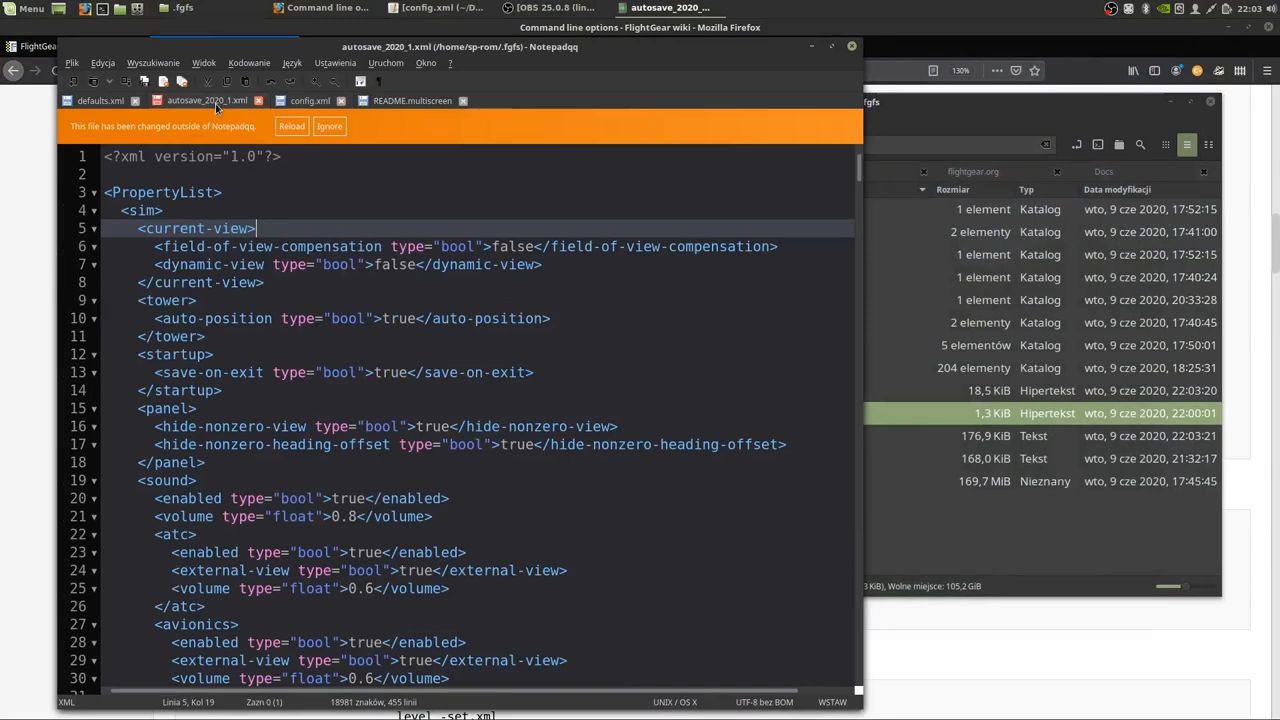 Menu
.fgfs
Command line o...
[config.xml (~/D...
[OBS 25.0.8 (lin...
autosave_2020_...
22:03
Command line options - FlightGear wiki - Mozilla Firefox
FlightGea
autosave_2020_1.xml (/home/sp-rom/.fgfs) - Notepadqq
Plik Edycja Wyszukiwanie Widok Kodowanie Język Ustawienia Uruchom Okno ?
130%
defaults.xml autosave_2020_1.xml config.xml README.multiscreen
fgfs
This file has been changed outside of Notepadqq. Reload Ignore
1 <?xml version="1.0"?>
2
3 <PropertyList>
4 <sim>
5 <current-view>
6 <field-of-view-compensation type="bool">false</field-of-view-compensation>
7 <dynamic-view type="bool">false</dynamic-view>
8 </current-view>
9 <tower>
10 <auto-position type="bool">true</auto-position>
11 </tower>
12 <startup>
13 <save-on-exit type="bool">true</save-on-exit>
14 </startup>
15 <panel>
16 <hide-nonzero-view type="bool">true</hide-nonzero-view>
17 <hide-nonzero-heading-offset type="bool">true</hide-nonzero-heading-offset>
18 </panel>
19 <sound>
20 <enabled type="bool">true</enabled>
21 <volume type="float">0.8</volume>
22 <atc>
23 <enabled type="bool">true</enabled>
24 <external-view type="bool">true</external-view>
25 <volume type="float">0.6</volume>
26 </atc>
27 <avionics>
28 <enabled type="bool">true</enabled>
29 <external-view type="bool">true</external-view>
30 <volume type="float">0.6</volume>
XML Linia 5, Kol 19 Zazn 0 (1) 18981 znaków, 455 linii UNIX / OS X UTF-8 bez BOM WSTAW
flightgear.org Docs
Rozmiar Typ Data modyfikacji
1 element Katalog wto, 9 cze 2020, 17:52:15
2 elementy Katalog wto, 9 cze 2020, 17:41:00
1 element Katalog wto, 9 cze 2020, 17:52:15
1 element Katalog wto, 9 cze 2020, 17:40:24
1 element Katalog wto, 9 cze 2020, 20:33:28
2 elementy Katalog wto, 9 cze 2020, 17:40:45
5 elementów Katalog wto, 9 cze 2020, 17:50:01
204 elementy Katalog wto, 9 cze 2020, 18:25:31
18,5 KiB Hipertekst wto, 9 cze 2020, 22:03:20
1,3 KiB Hipertekst wto, 9 cze 2020, 22:00:01
176,9 KiB Tekst wto, 9 cze 2020, 22:03:21
168,0 KiB Tekst wto, 9 cze 2020, 21:32:17
169,7 MiB Nieznany wto, 9 cze 2020, 17:45:45
3 KiB), Wolne miejsce: 105,2 GiB
level -set.xml